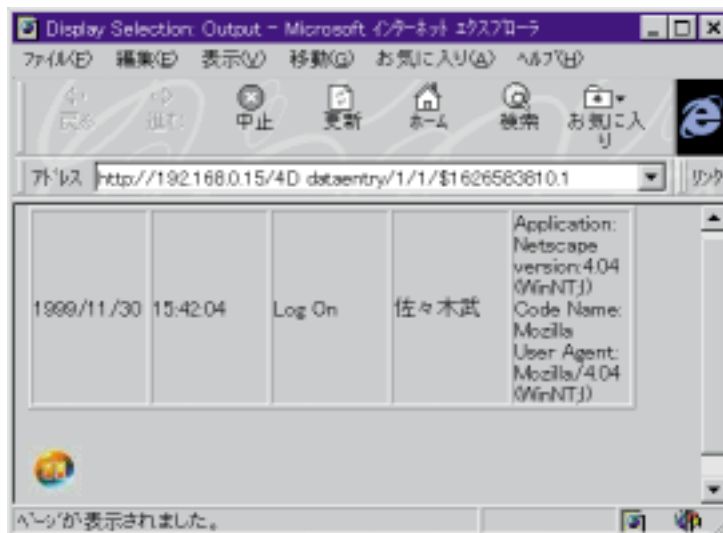 Display Selection: Output - Microsoft インターネット エクスプローラ
ファイル(F) 編集(E) 表示(V) 移動(G) お気に入り(A) ヘルプ(H)
戻る 進む 中止 更新 ホーム 検索 お気に入
り
アドレス http://192.168.0.15/4D dataentry/1/1/$1626583810.1 リンク
1999/11/30 15:42:04 Log On 佐々木武
Application:
Netscape
version:4.04
(WinNT;I)
Code Name:
Mozilla
User Agent:
Mozilla/4.04
(WinNT;I)
ページが表示されました。